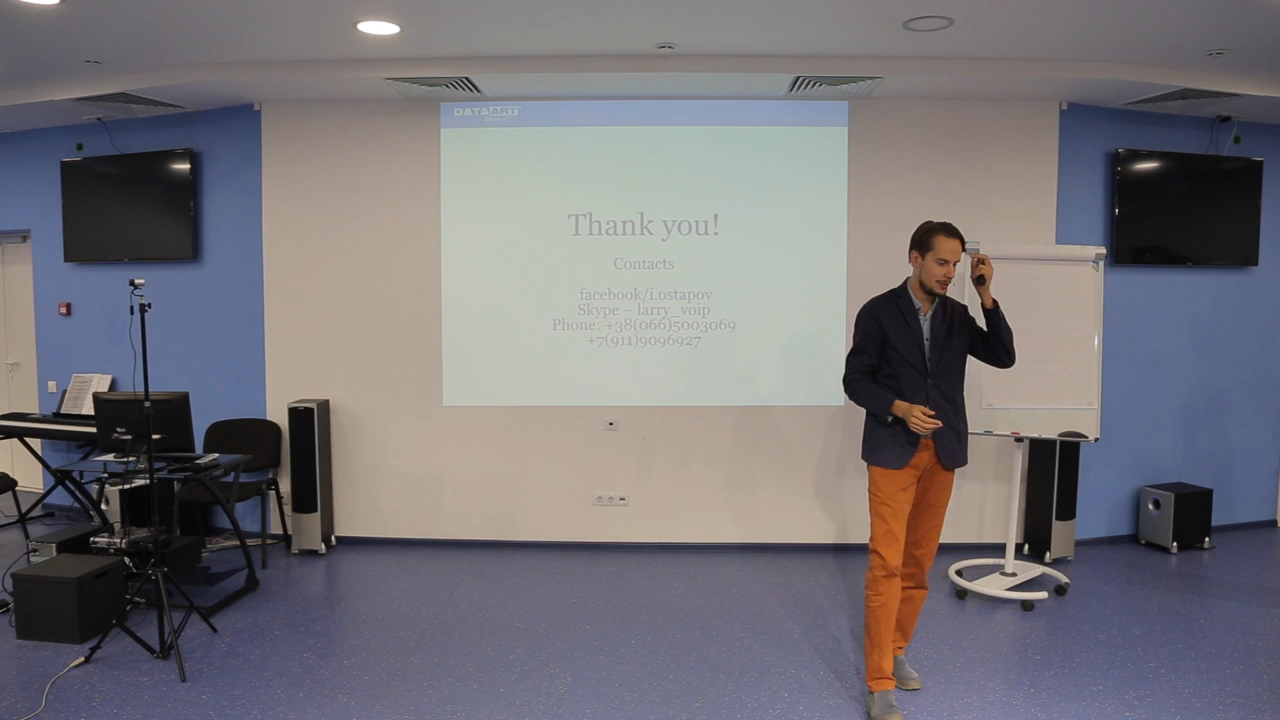 DATAART
Thank you!
Contacts
facebook/i.ostapov
Skype – larry_voip
Phone: +38(066)5003069
+7(911)9096927